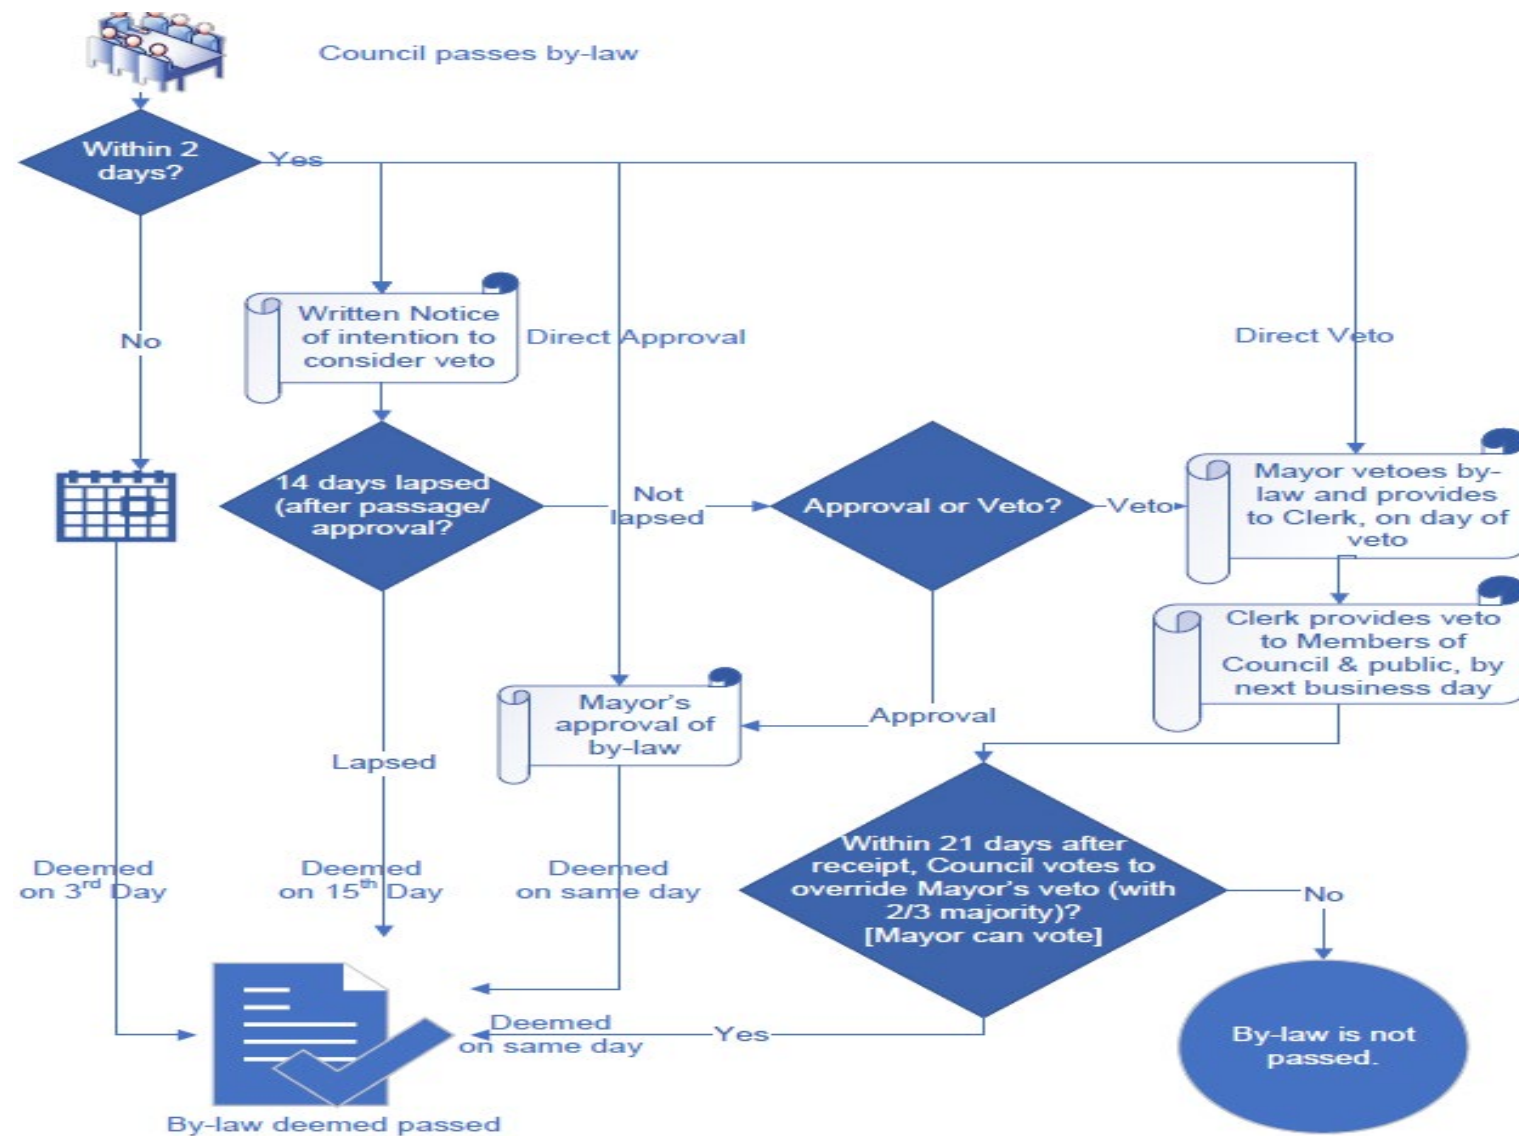 Council passes by-law
Within 2
days?
Yes
No
Written Notice
of intention to
consider veto
Direct Approval
Direct Veto
14 days lapsed
(after passage/
approval?
Not
lapsed
Approval or Veto?
Veto
Mayor vetoes by-
law and provides
to Clerk, on day of
veto
Clerk provides veto
to Members of
Council & public, by
next business day
Mayor's
approval of
by-law
Approval
Lapsed
Within 21 days after
receipt, Council votes to
override Mayor's veto (with
2/3 majority)?
[Mayor can vote]
No
Deemed
on 3rd Day
Deemed
on 15th Day
Deemed
on same day
Deemed
on same day
Yes
By-law is not
passed.
By-law deemed passed